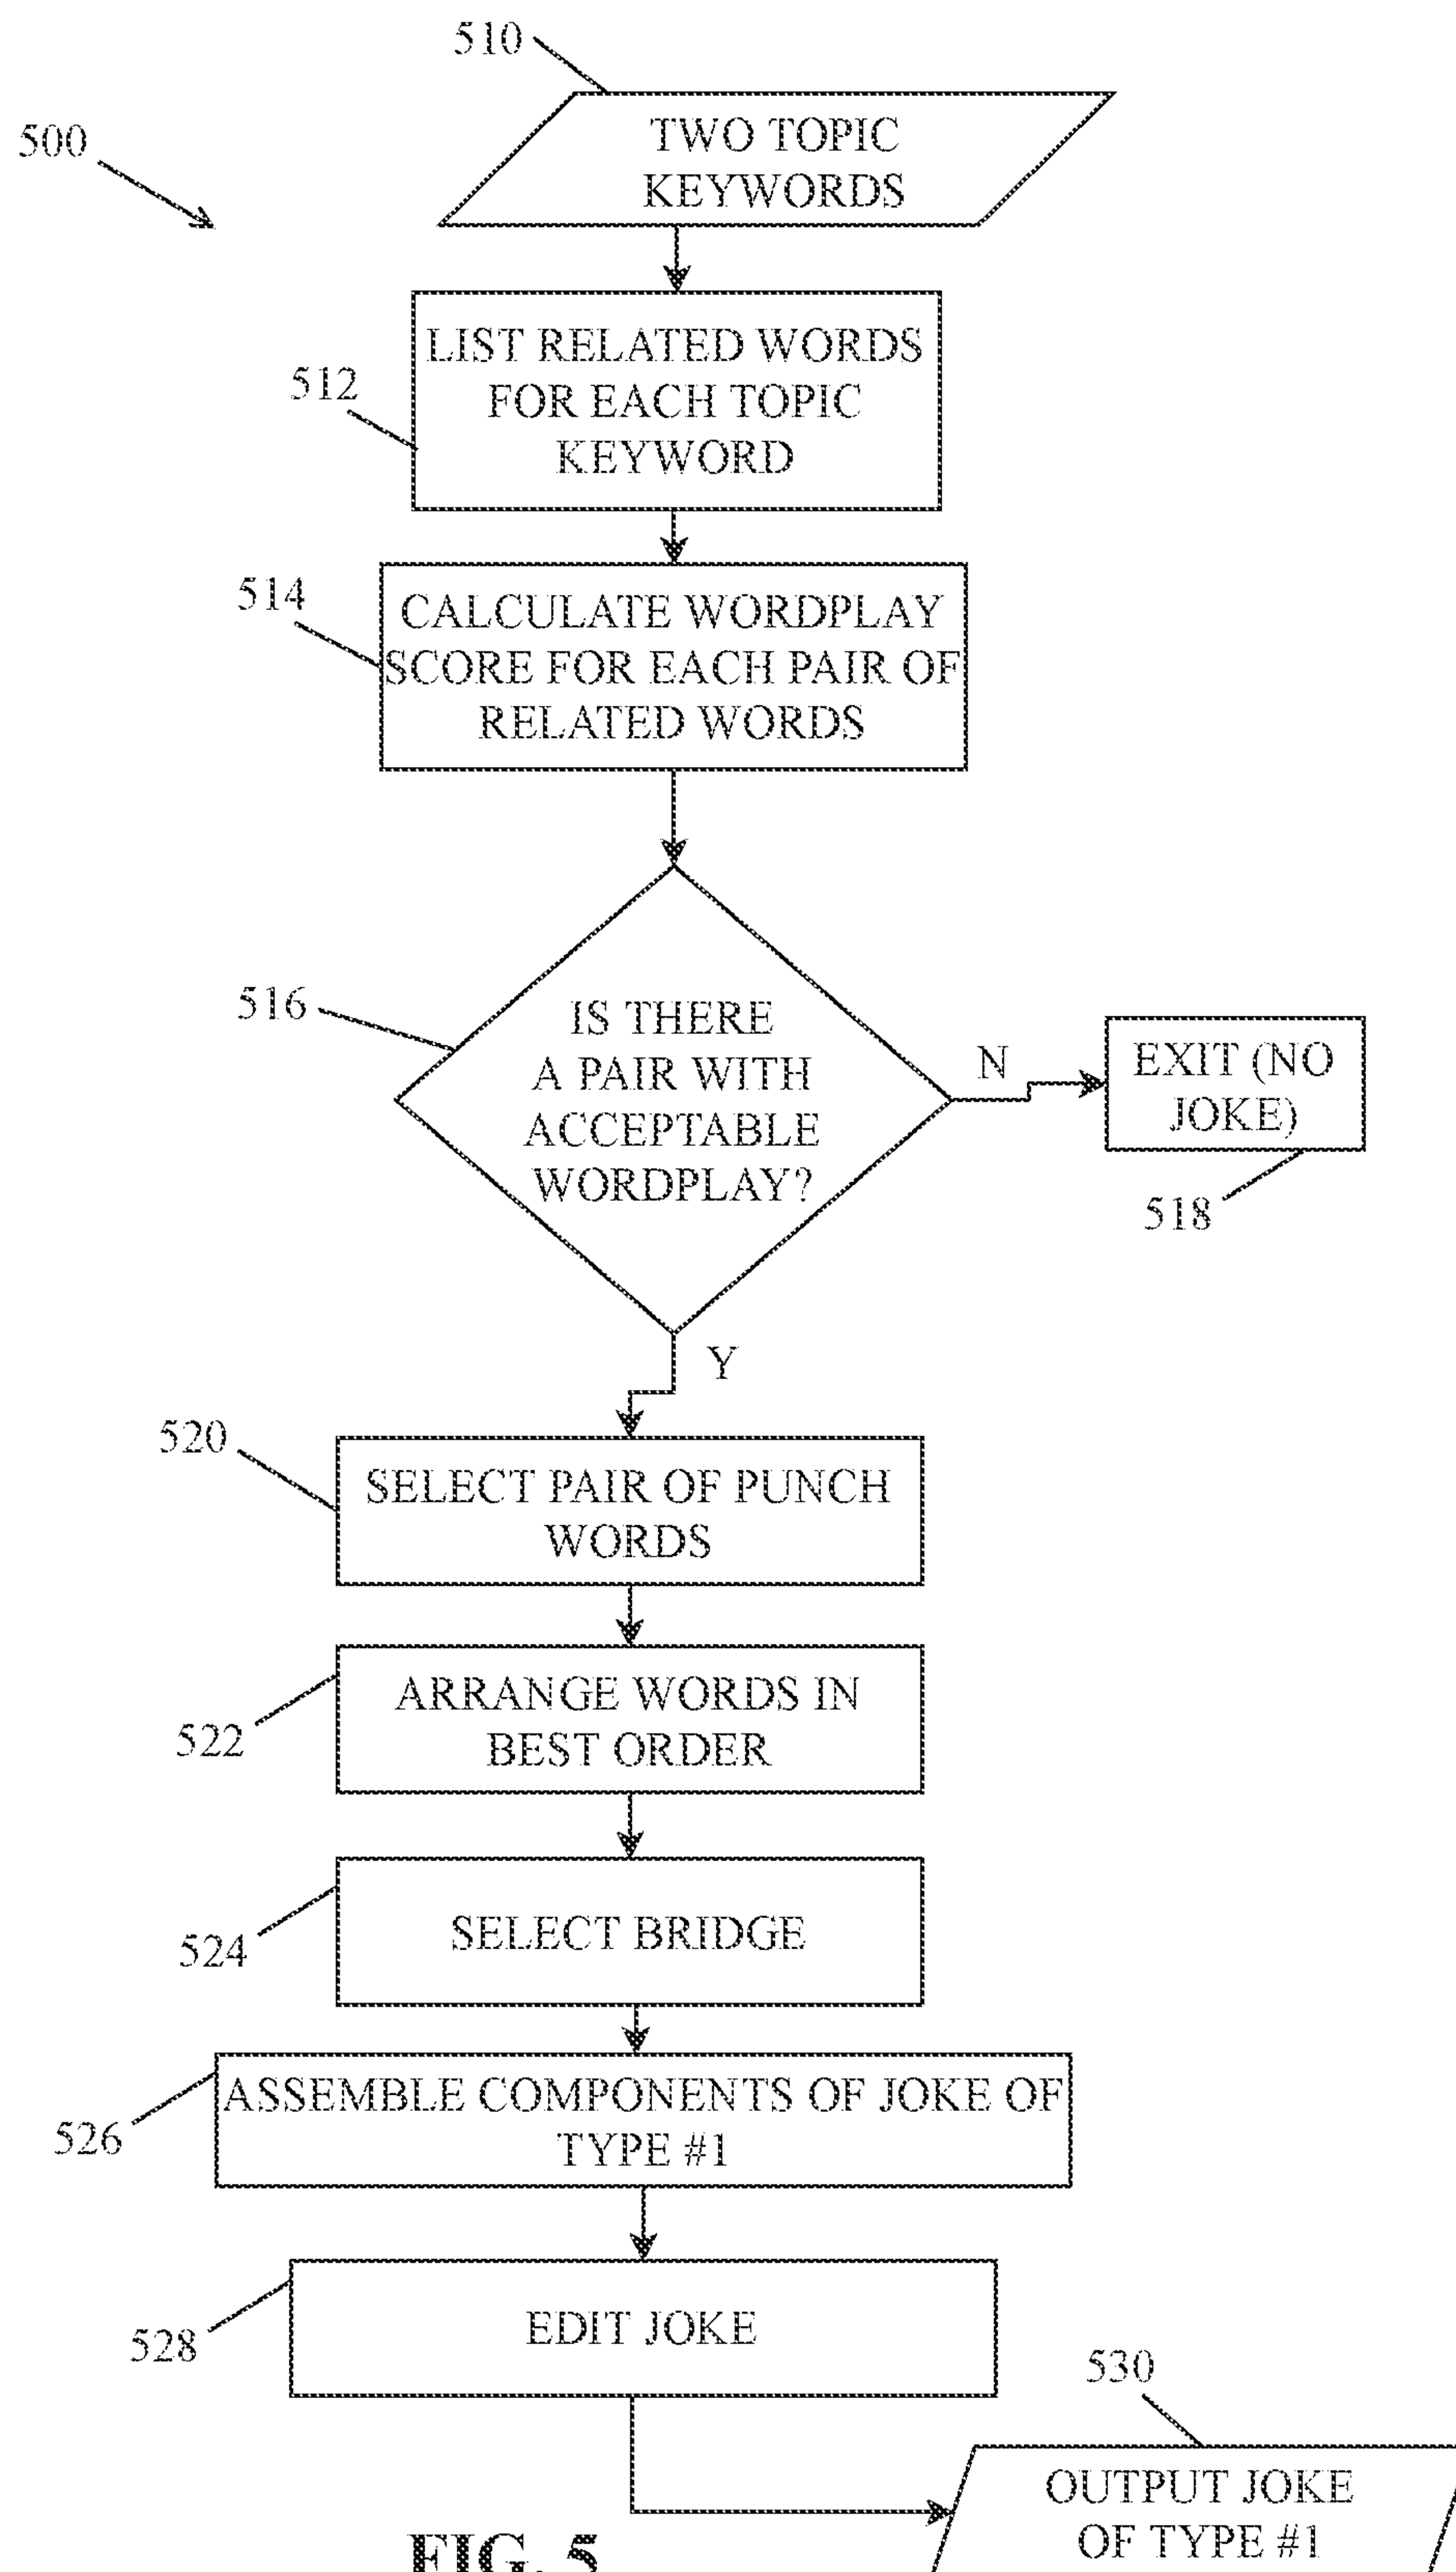 510
500
TWO TOPIC
KEYWORDS
LIST RELATED WORDS
FOR EACH TOPIC
KEYWORD
512
514
CALCULATE WORDPLAY
SCORE FOR EACH PAIR OF
RELATED WORDS
516
IS THERE
A PAIR WITH
ACCEPTABLE
WORDPLAY?
N
EXIT (NO
JOKE)
518
Y
520
SELECT PAIR OF PUNCH
WORDS
522
ARRANGE WORDS IN
BEST ORDER
524
SELECT BRIDGE
526
ASSEMBLE COMPONENTS OF JOKE OF
TYPE #1
528
EDIT JOKE
530
OUTPUT JOKE
OF TYPE #1
FIG. 5